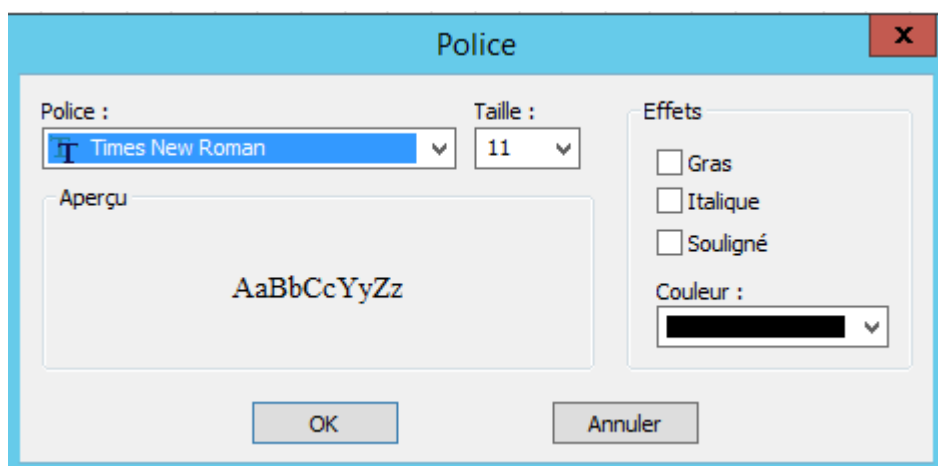 Police
x
Police :
Taille :
Effets
Times New Roman
11
Gras
Italique
Souligné
Aperçu
AaBbCcYyZz
Couleur :
OK
Annuler